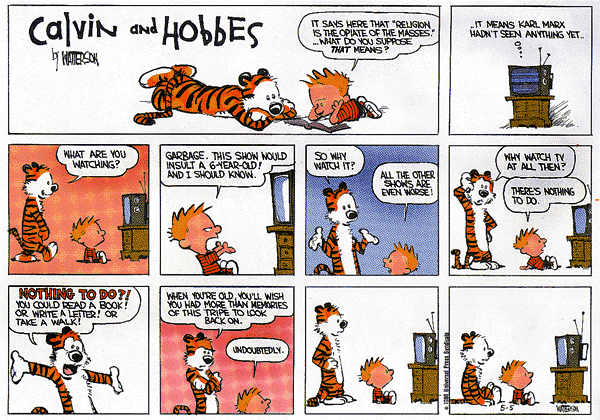 Calvin and HOBBES
by WATTERSON
IT SAYS HERE THAT "RELIGION
IS THE OPIATE OF THE MASSES."
...WHAT DO YOU SUPPOSE
THAT MEANS?
..IT MEANS KARL MARX
HADN'T SEEN ANYTHING YET..
WHAT ARE YOU
WATCHING?
GARBAGE. THIS SHOW WOULD
INSULT A 6-YEAR-OLD!
AND I SHOULD KNOW.
SO WHY
WATCH IT?
ALL THE OTHER
SHOWS ARE
EVEN WORSE!
WHY WATCH TV
AT ALL THEN?
THERE'S NOTHING
TO DO.
NOTHING TO DO?!
YOU COULD READ A BOOK!
OR WRITE A LETTER! OR
TAKE A WALK!
WHEN YOU'RE OLD, YOU'LL WISH
YOU HAD MORE THAN MEMORIES
OF THIS TRIPE TO LOOK
BACK ON.
UNDOUBTEDLY.
Universal Press Syndicate
5-5
WATTERSON